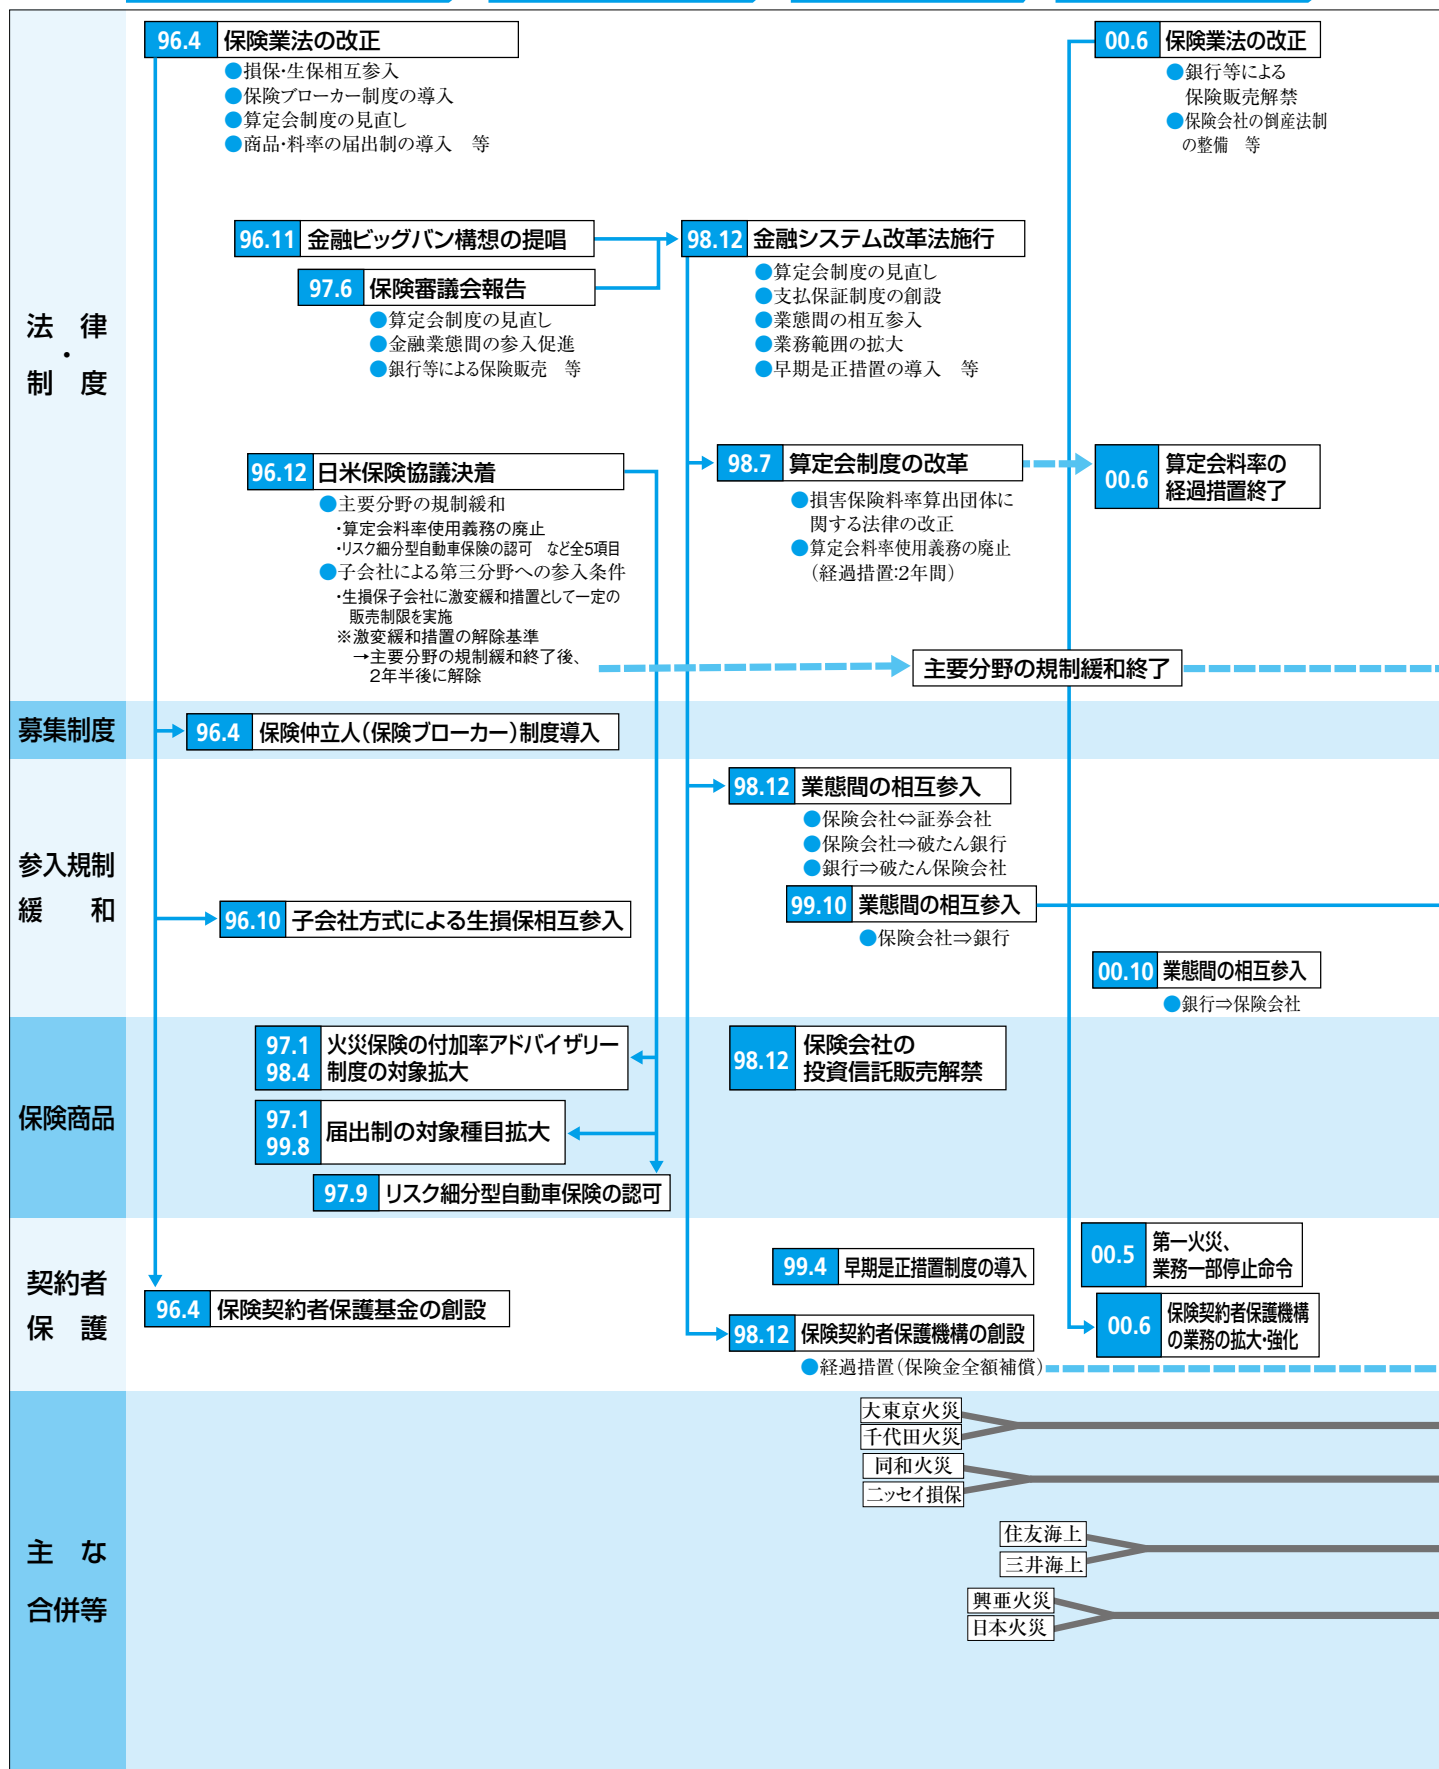 96.4 保険業法の改正
●損保・生保相互参入
●保険ブローカー制度の導入
●算定会制度の見直し
●商品・料率の届出制の導入　等
00.6 保険業法の改正
●銀行等による
保険販売解禁
●保険会社の倒産法制
の整備　等
96.11 金融ビッグバン構想の提唱
97.6 保険審議会報告
●算定会制度の見直し
●金融業態間の参入促進
●銀行等による保険販売　等
98.12 金融システム改革法施行
●算定会制度の見直し
●支払保証制度の創設
●業態間の相互参入
●業務範囲の拡大
●早期是正措置の導入　等
法　律
・
制　度
96.12 日米保険協議決着
●主要分野の規制緩和
・算定会料率使用義務の廃止
・リスク細分型自動車保険の認可　など全5項目
●子会社による第三分野への参入条件
・生損保子会社に激変緩和措置として一定の
販売制限を実施
※激変緩和措置の解除基準
→主要分野の規制緩和終了後、
2年半後に解除
98.7 算定会制度の改革
●損害保険料率算出団体に
関する法律の改正
●算定会料率使用義務の廃止
（経過措置:2年間）
00.6 算定会料率の
経過措置終了
主要分野の規制緩和終了
募集制度
96.4 保険仲立人（保険ブローカー）制度導入
参入規制
緩　和
96.10 子会社方式による生損保相互参入
98.12 業態間の相互参入
●保険会社⇔証券会社
●保険会社⇒破たん銀行
●銀行⇒破たん保険会社
99.10 業態間の相互参入
●保険会社⇒銀行
00.10 業態間の相互参入
●銀行⇒保険会社
保険商品
97.1
98.4
火災保険の付加率アドバイザリー
制度の対象拡大
97.1
99.8
届出制の対象種目拡大
97.9 リスク細分型自動車保険の認可
98.12 保険会社の
投資信託販売解禁
契約者
保　護
96.4 保険契約者保護基金の創設
99.4 早期是正措置制度の導入
98.12 保険契約者保護機構の創設
●経過措置（保険金全額補償）
00.5 第一火災、
業務一部停止命令
00.6 保険契約者保護機構
の業務の拡大・強化
主　な
合併等
大東京火災
千代田火災
同和火災
ニッセイ損保
住友海上
三井海上
興亜火災
日本火災